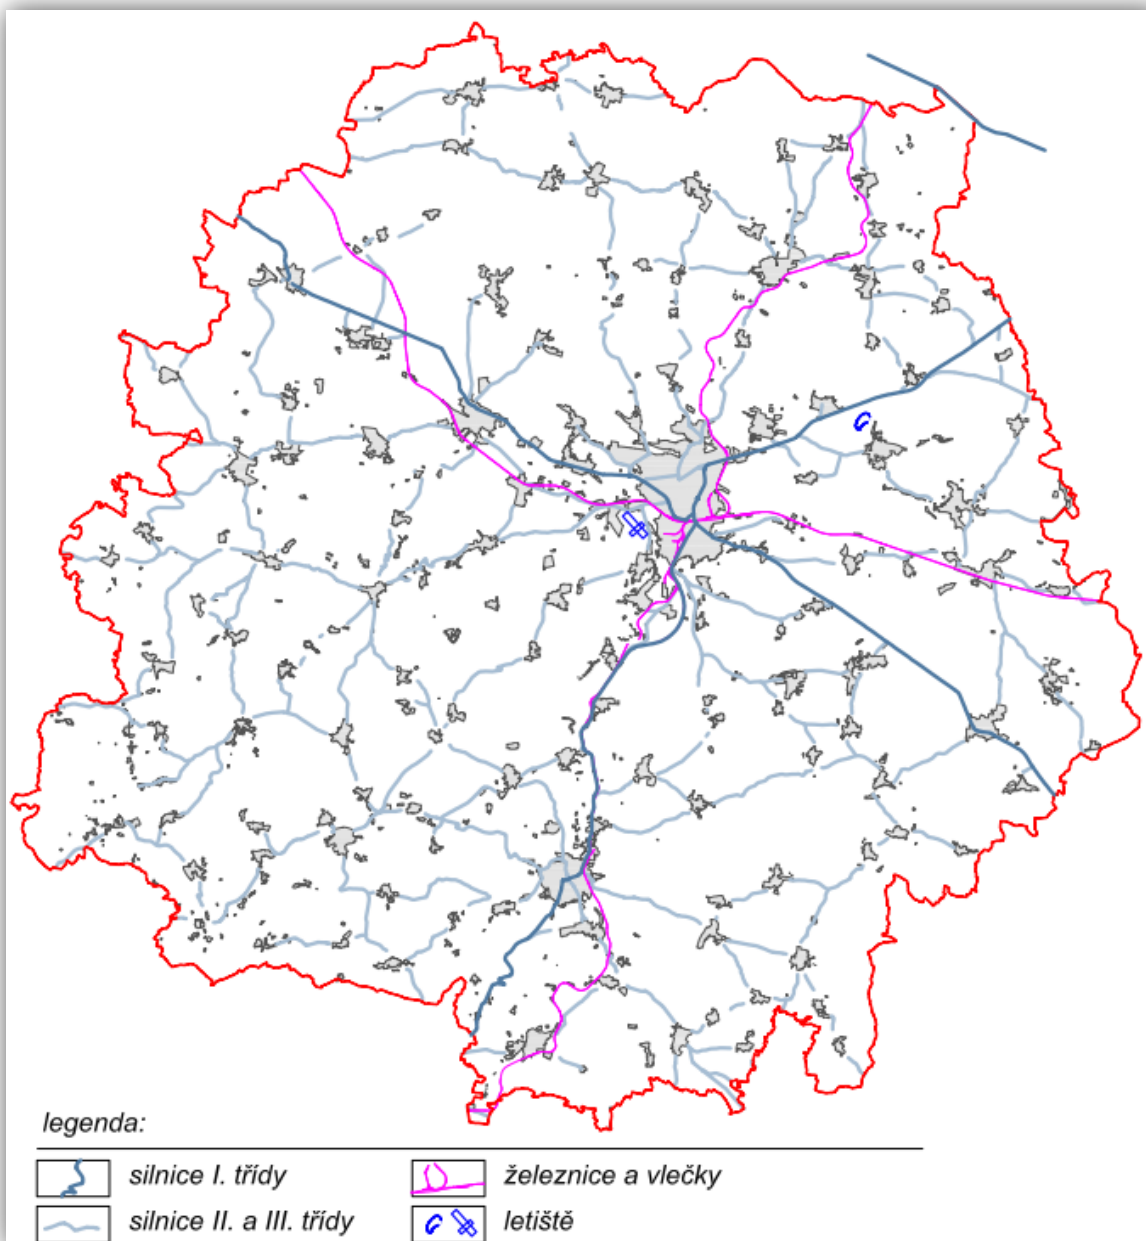 legenda:
silnice I. třídy
železnice a vlečky
silnice II. a III. třídy
letiště